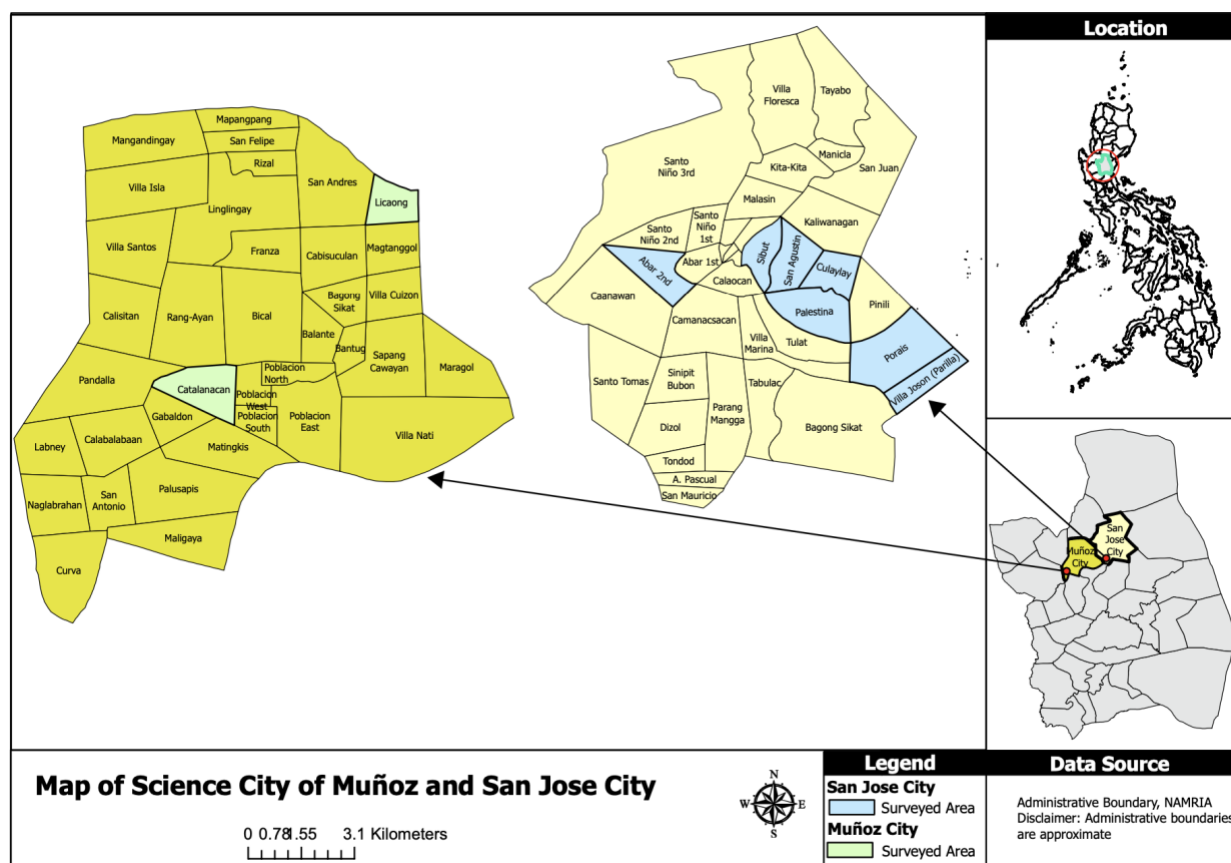 Location
Mapangpang
Mangandingay
San Felipe
Rizal
San Andres
Villa Isla
Licaong
Linglingay
Villa Santos
Franza
Cabisuculan
Magtanggol
Bagong
Sikat
Villa Cuizon
Calisitan
Rang-Ayan
Bical
Balante
Bantug
Sapang
Cawayan
Maragol
Pandalla
Catalanacan
Poblacion
North
Poblacion
West
Gabaldon
Poblacion
South
Poblacion
East
Villa Nati
Labney
Calabalabaan
Matingkis
Naglabrahan
San
Antonio
Palusapis
Maligaya
Curva
Villa
Floresca
Tayabo
Santo
Niño 3rd
Kita-Kita
Manicla
San Juan
Malasin
Kaliwanagan
Santo
Niño 2nd
Santo
Niño 1st
Abar 2nd
Abar 1st
Sibut
San Agustin
Culaylay
Calaocan
Caanawan
Palestina
Pinili
Camanacsacan
Villa
Marina
Tulat
Porais
Villa Joson (Parilla)
Santo Tomas
Sinipit
Bubon
Tabulac
Parang
Mangga
Dizol
Bagong Sikat
Tondod
A. Pascual
San Mauricio
San
Jose
City
Muñoz
City
Map of Science City of Muñoz and San Jose City
0 0.781.55 3.1 Kilometers
N
W E
S
Legend
San Jose City
Surveyed Area
Muñoz City
Surveyed Area
Data Source
Administrative Boundary, NAMRIA
Disclaimer: Administrative boundaries
are approximate